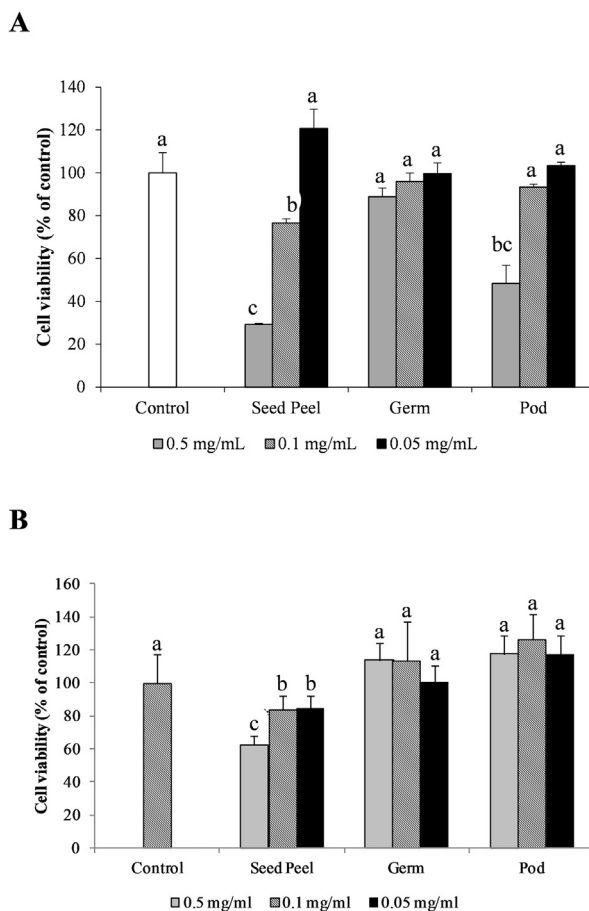 A
Cell viability (% of control)
140
120
100
80
60
40
20
0
a
c
b
a
a
a
a
bc
a
a
Control Seed Peel Germ Pod
0.5 mg/mL 0.1 mg/mL 0.05 mg/mL
B
Cell viability (% of control)
160
140
120
100
80
60
40
20
0
a
c
b
b
a
a
a
a
a
a
Control Seed Peel Germ Pod
0.5 mg/ml 0.1 mg/ml 0.05 mg/ml